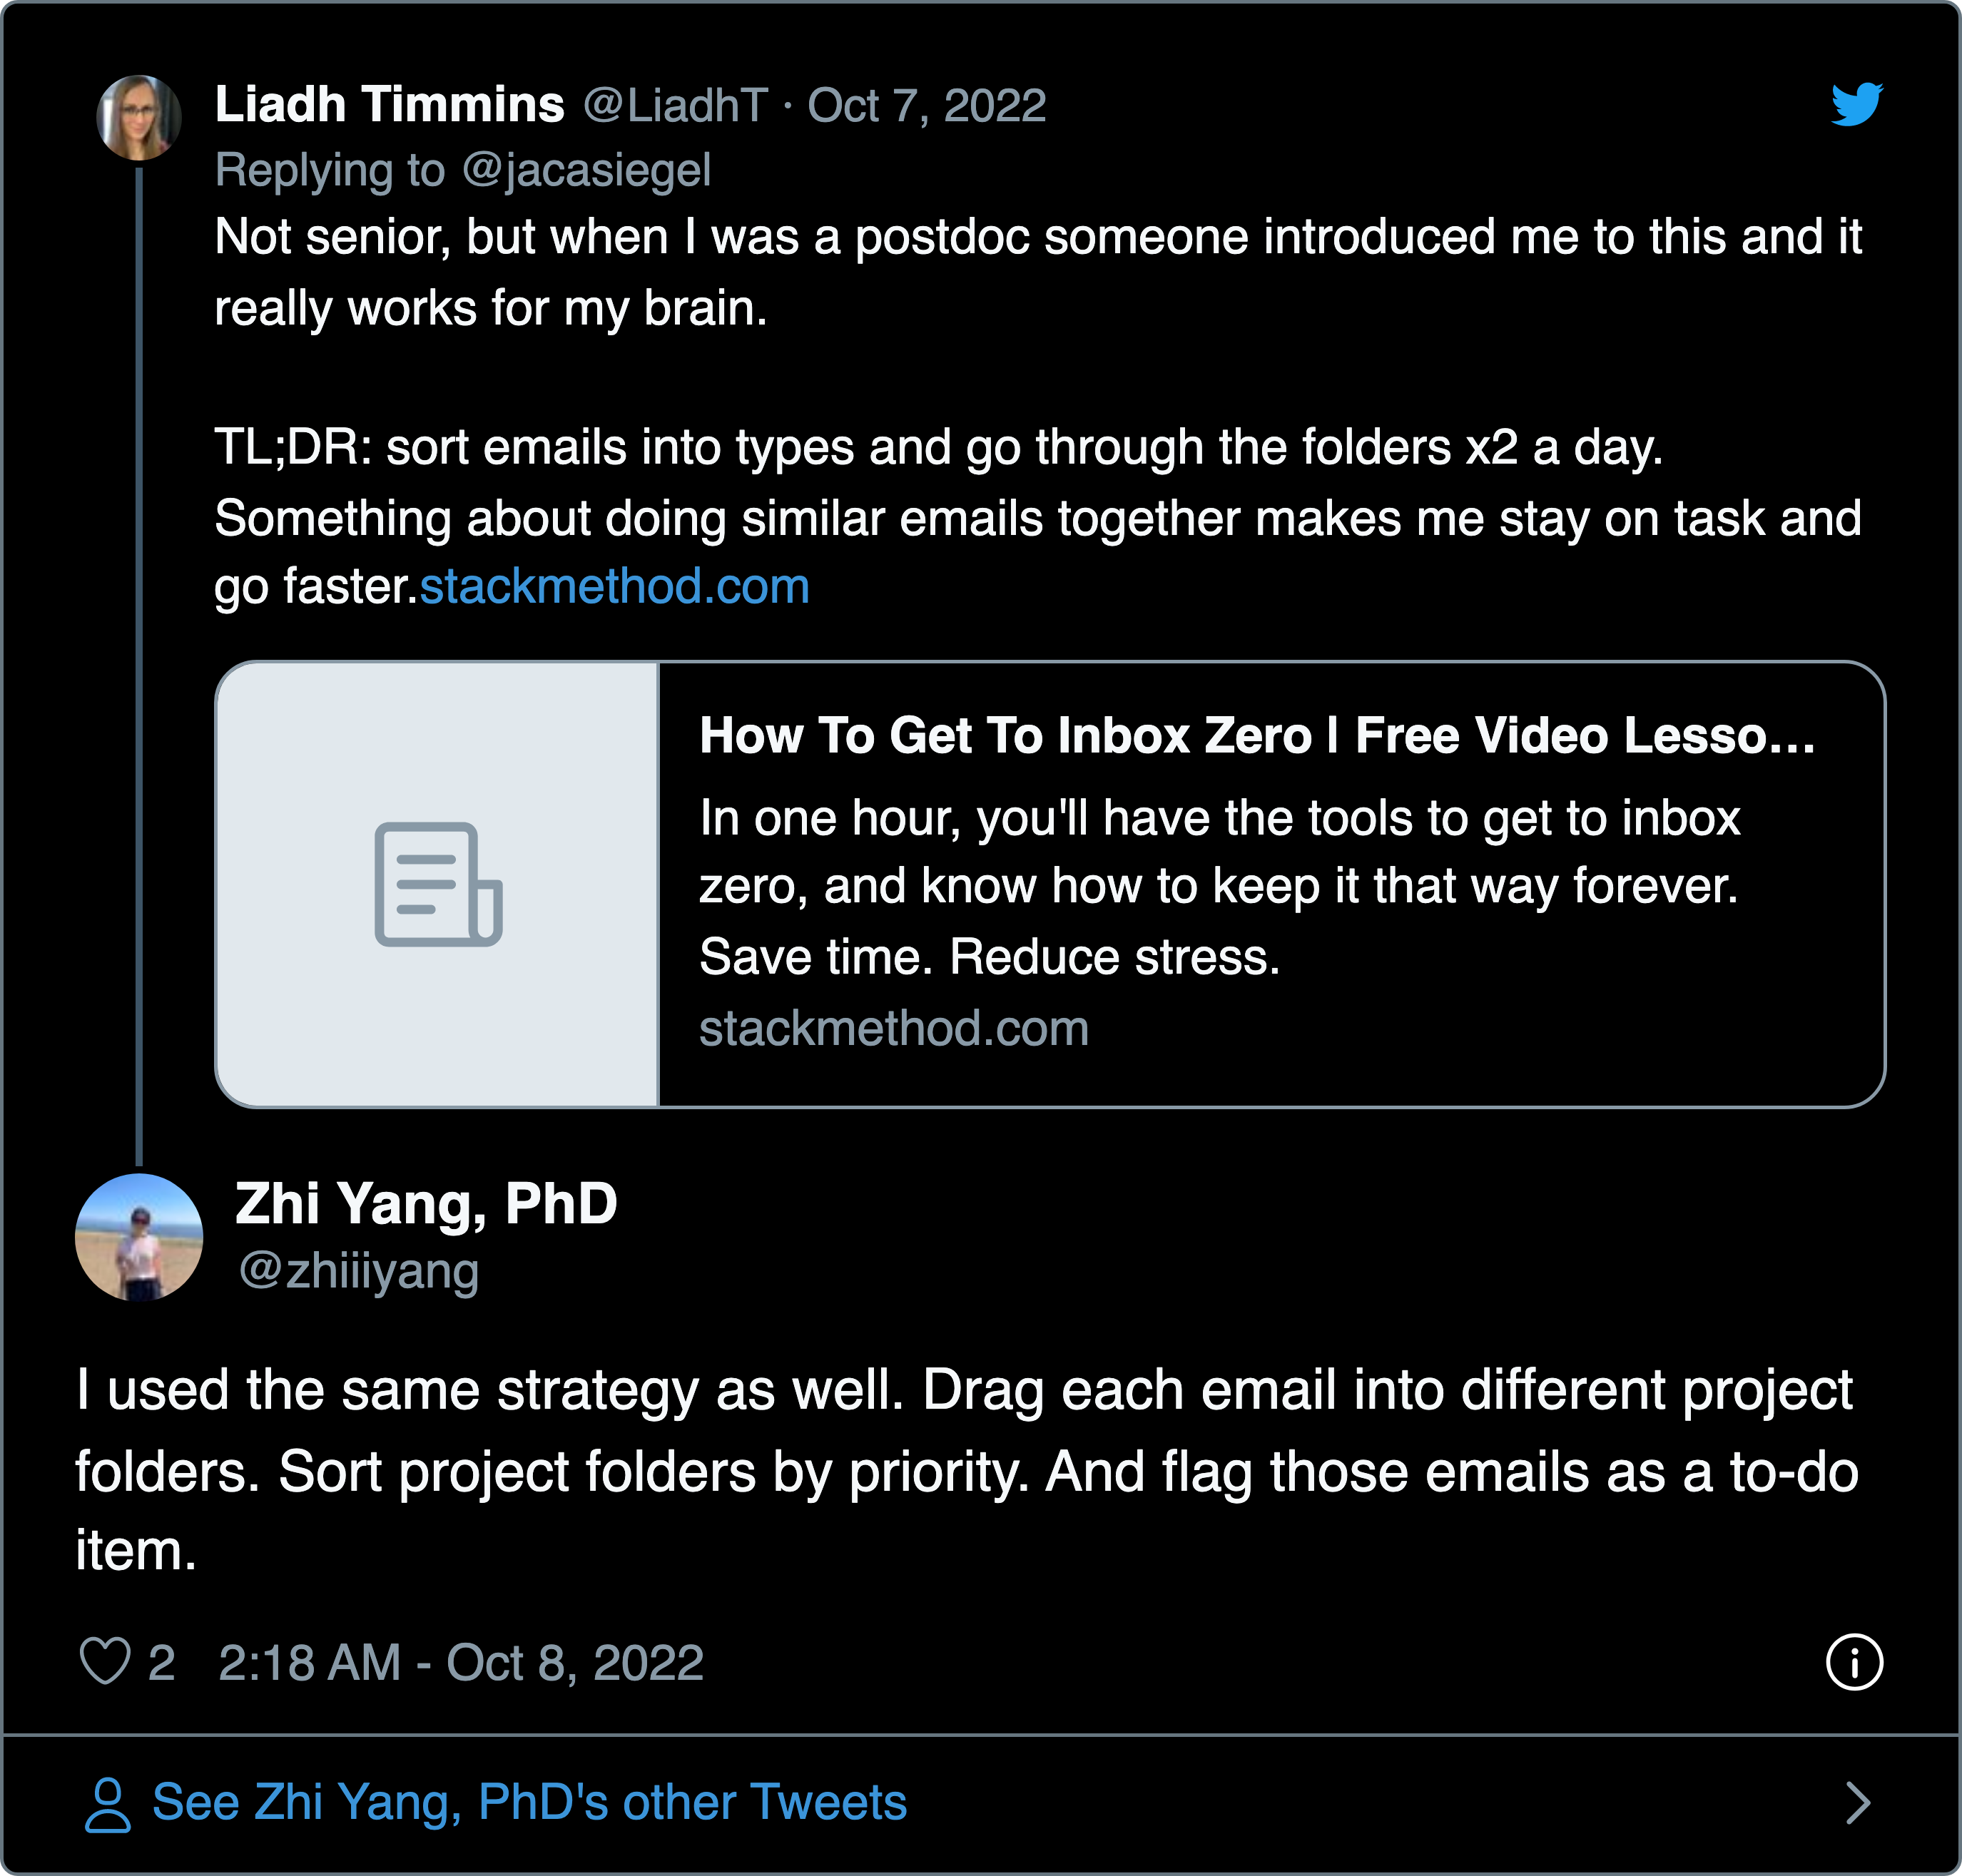 Liadh Timmins @LiadhT · Oct 7, 2022
Replying to @jacasiegel
Not senior, but when I was a postdoc someone introduced me to this and it
really works for my brain.
TL;DR: sort emails into types and go through the folders x2 a day.
Something about doing similar emails together makes me stay on task and
go faster.stackmethod.com
How To Get To Inbox Zero I Free Video Lesso...
In one hour, you'll have the tools to get to inbox
zero, and know how to keep it that way forever.
Save time. Reduce stress.
stackmethod.com
Zhi Yang, PhD
@zhiiiyang
I used the same strategy as well. Drag each email into different project
folders. Sort project folders by priority. And flag those emails as a to-do
item.
2 2:18 AM - Oct 8, 2022
See Zhi Yang, PhD's other Tweets